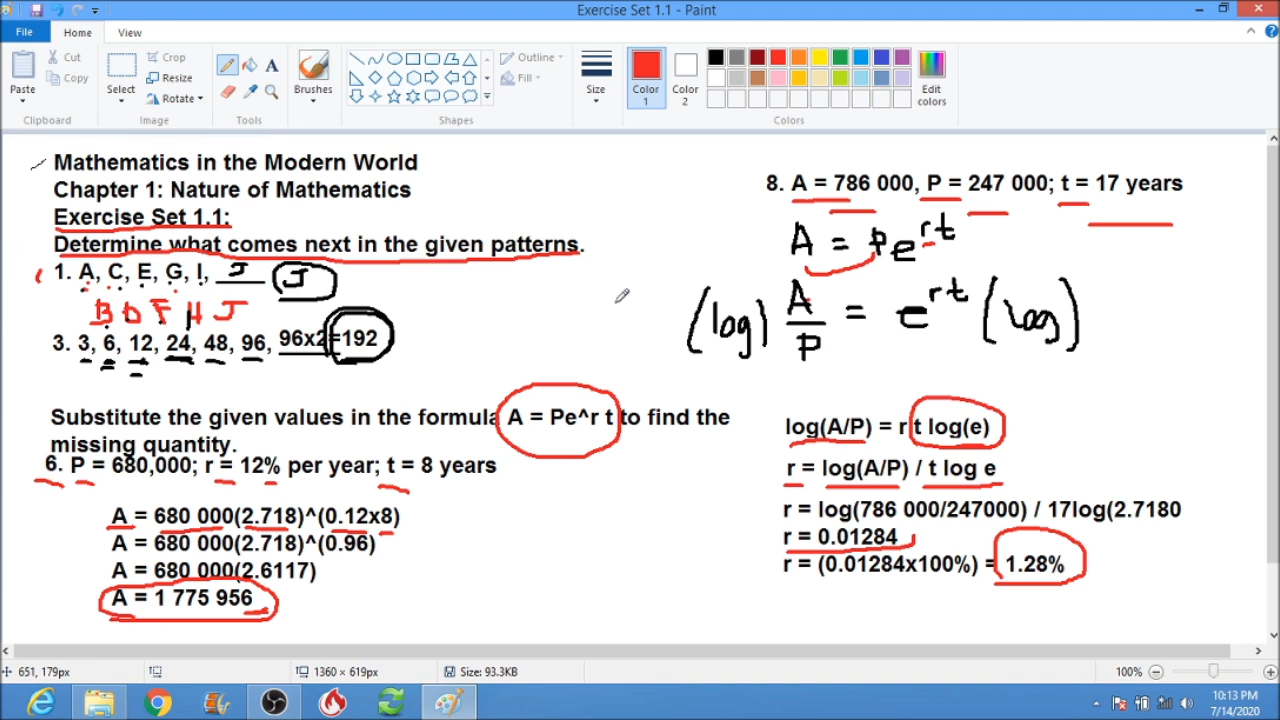 Exercise Set 1.1 - Paint
File Home View
Paste Cut Copy Clipboard
Select Crop Resize Rotate Image
Tools
Brushes
Outline Fill Shapes
Size
Color 1 Color 2 Edit colors Colors
Mathematics in the Modern World
Chapter 1: Nature of Mathematics
Exercise Set 1.1:
Determine what comes next in the given patterns.
1. A, C, E, G, I, J J
B D F H J
3. 3, 6, 12, 24, 48, 96, 96x2=192
Substitute the given values in the formula A = Pe^r t to find the
missing quantity.
6. P = 680,000; r = 12% per year; t = 8 years
A = 680 000(2.718)^(0.12x8)
A = 680 000(2.718)^(0.96)
A = 680 000(2.6117)
A = 1 775 956
8. A = 786 000, P = 247 000; t = 17 years
A = Pe^rt
(log) A/P = e^rt (log)
log(A/P) = r t log(e)
r = log(A/P) / t log e
r = log(786 000/247000) / 17log(2.7180
r = 0.01284
r = (0.01284x100%) = 1.28%
651, 179px 1360 × 619px Size: 93.3KB 100%
10:13 PM
7/14/2020